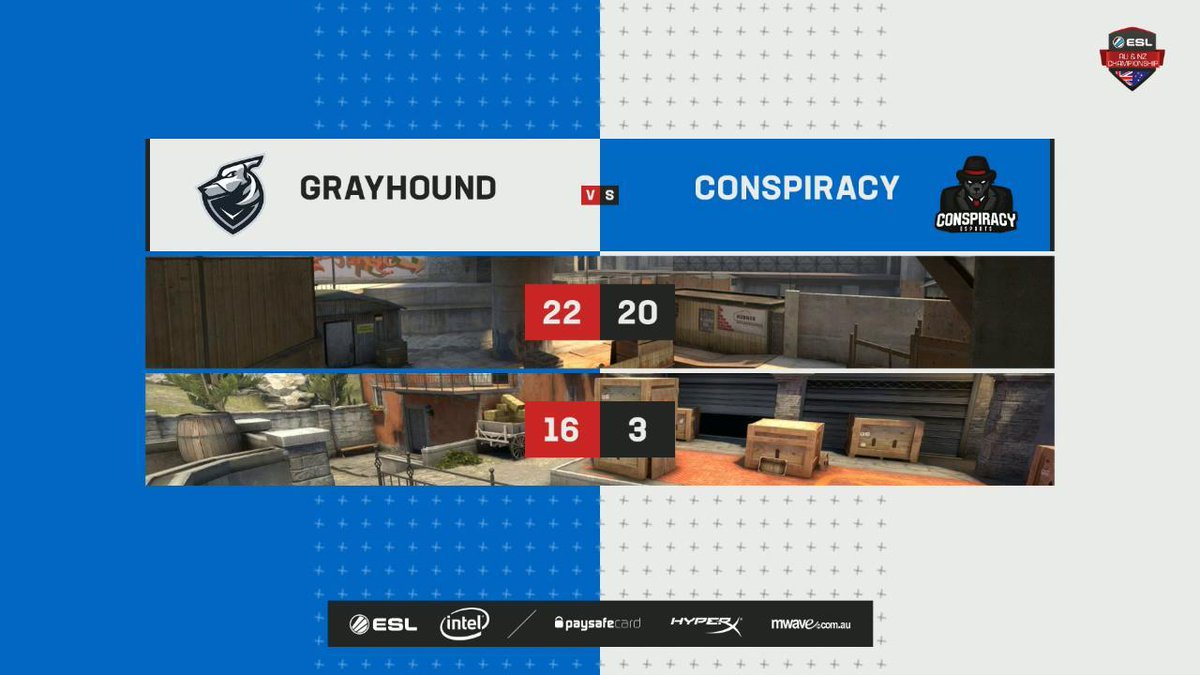 ESL
AU & NZ
CHAMPIONSHIP
GRAYHOUND
VS
CONSPIRACY
CONSPIRACY
ESPORTS
22 20
16 3
ESL intel paysafecard HYPERX mwave.com.au